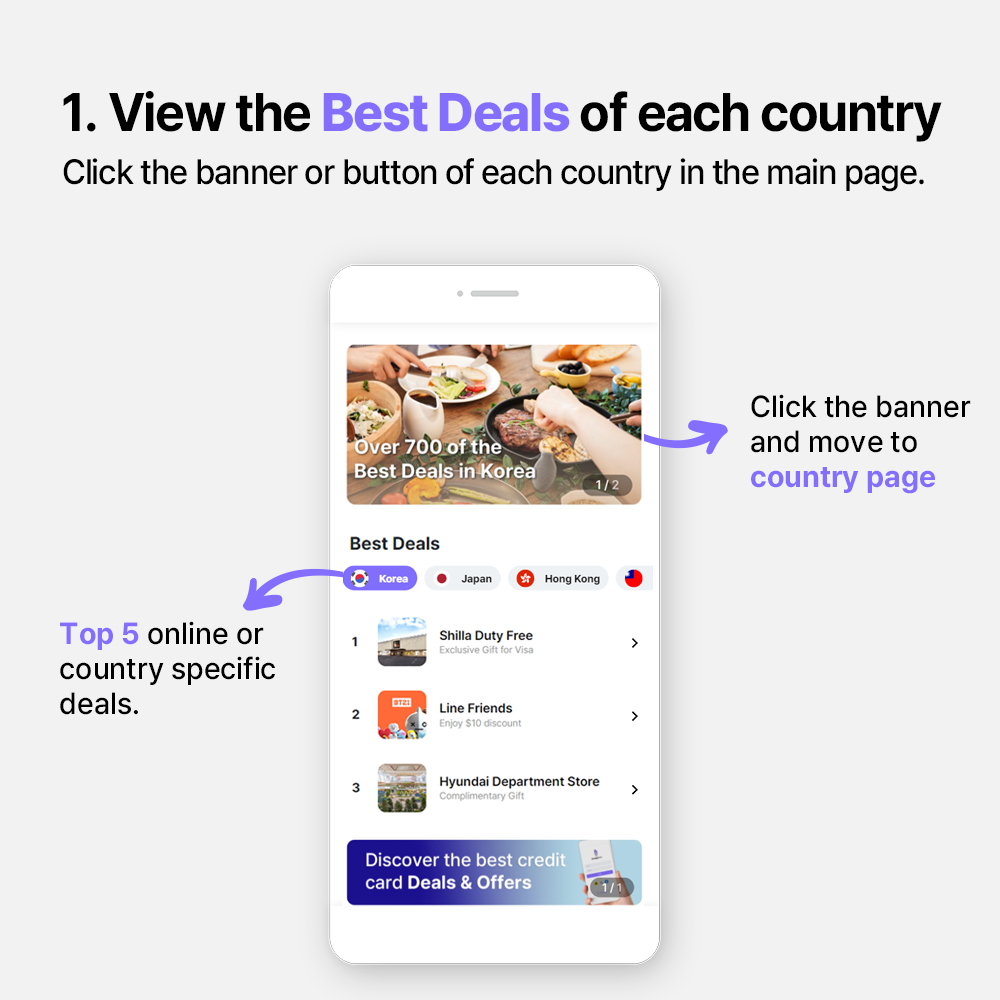 1. View the Best Deals of each country
Click the banner or button of each country in the main page.
Over 700 of the
Best Deals in Korea
1 / 2
Click the banner
and move to
country page
Best Deals
Korea
Japan
Hong Kong
Top 5 online or
country specific
deals.
1
Shilla Duty Free
Exclusive Gift for Visa
2
BT21
Line Friends
Enjoy $10 discount
3
Hyundai Department Store
Complimentary Gift
Discover the best credit
card Deals & Offers
1 / 1